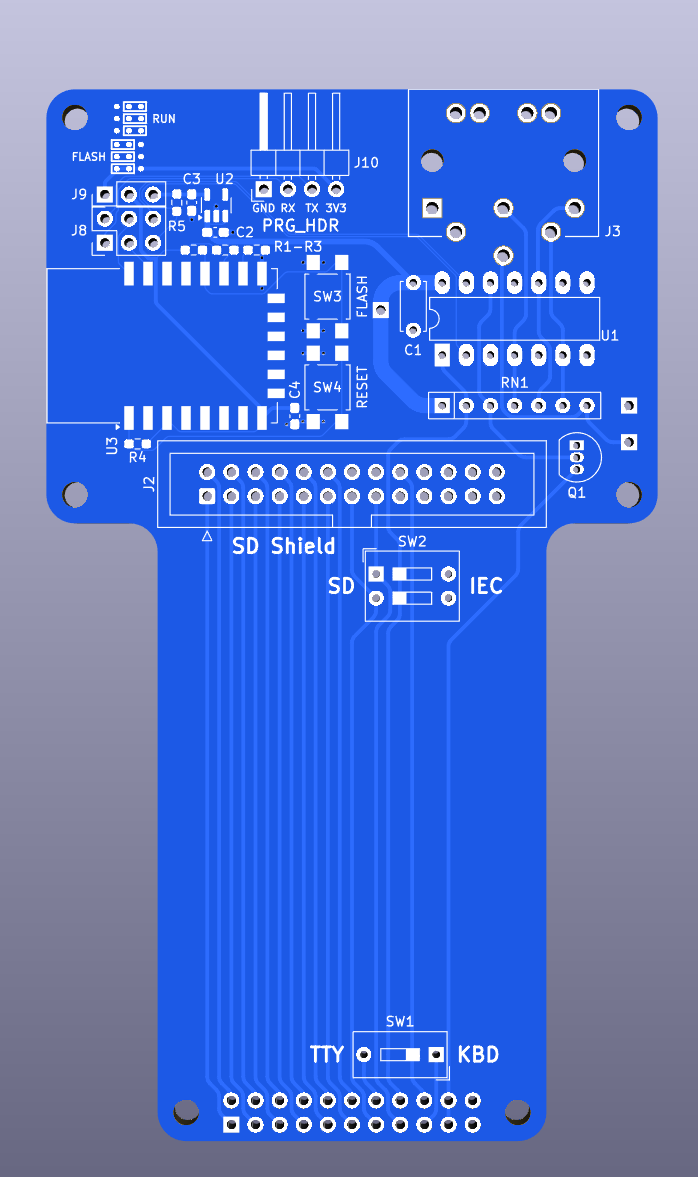 RUN
FLASH
J10
C3 U2
J9
GND RX TX 3V3
R5
PRG_HDR
J8
C2
J3
R1-R3
SW3
FLASH
U1
C1
SW4
RESET
RN1
C4
U3
R4
J2
Q1
SD Shield
SW2
SD
IEC
SW1
TTY
KBD